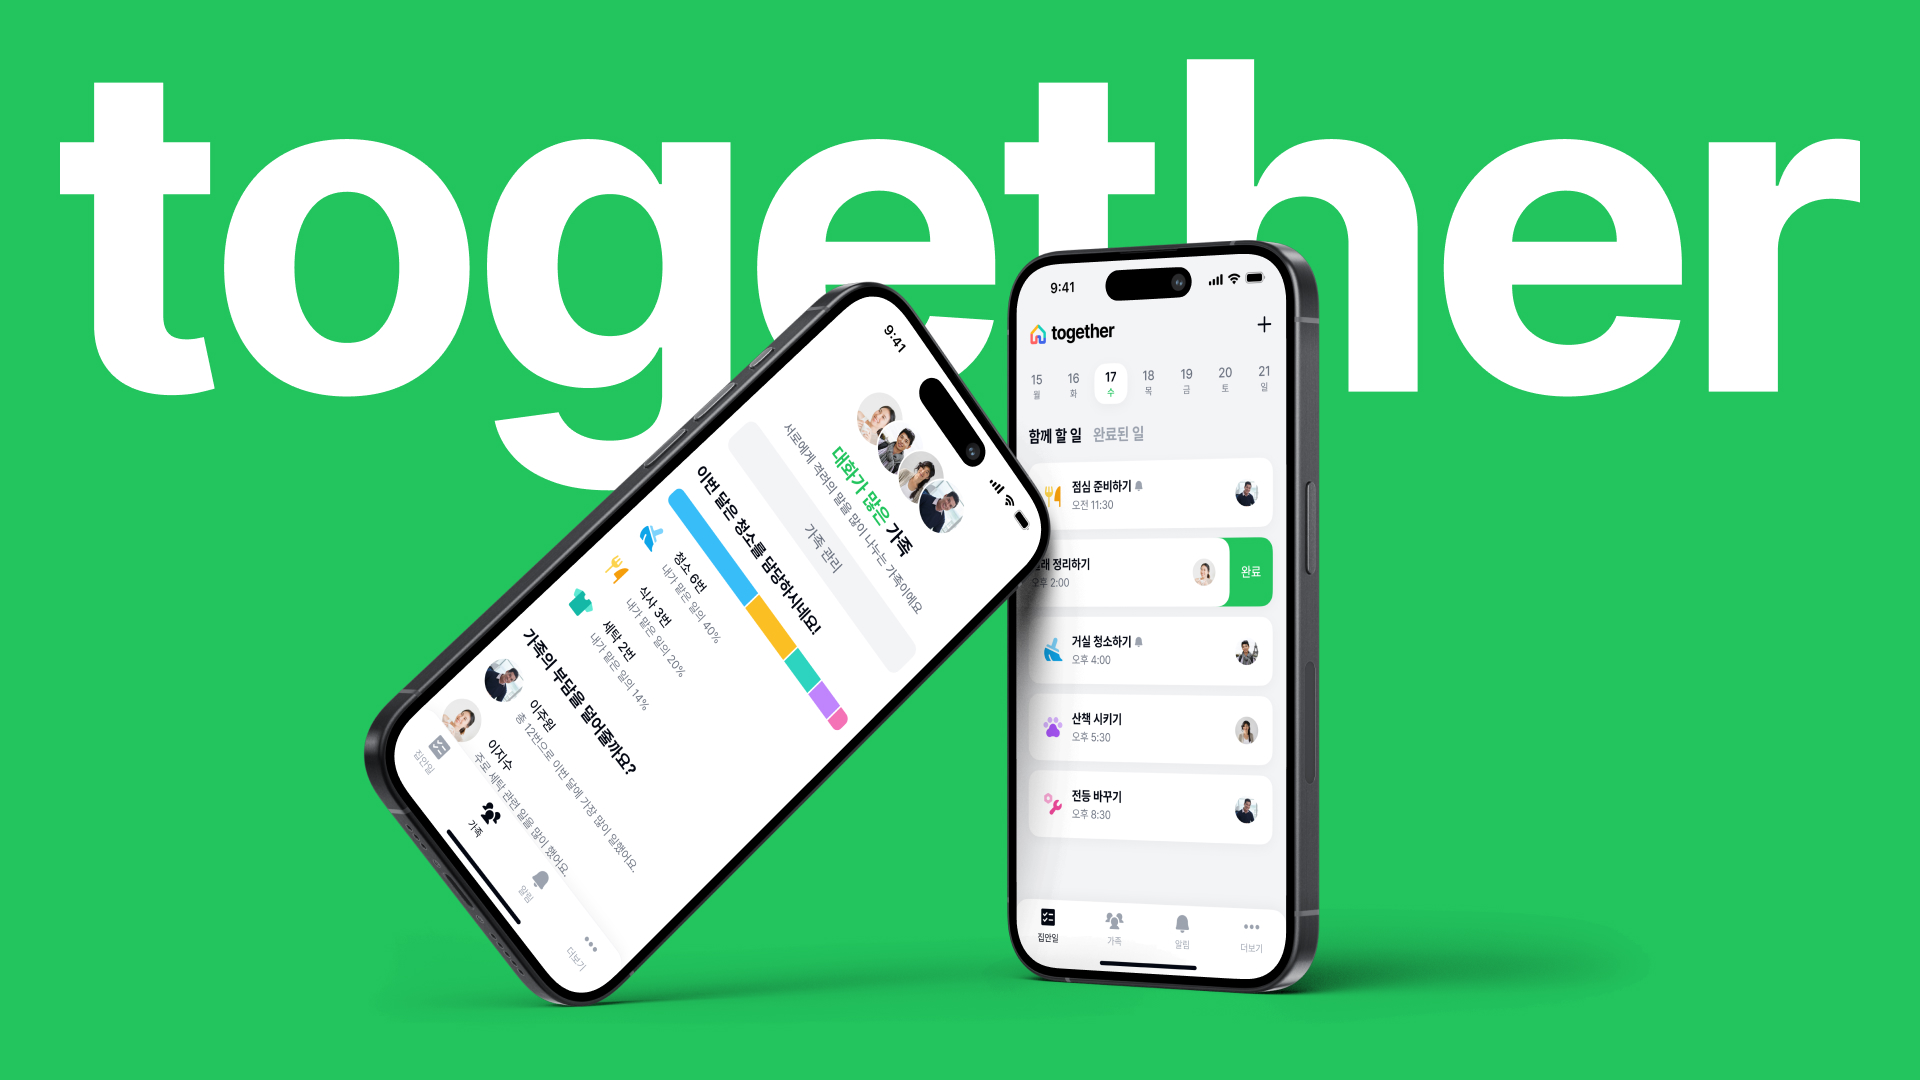 together
9:41
대화가 많은 가족
서로에게 격려의 말을 많이 나누는 가족이에요
가족 관리
이번 달은 청소를 담당하시네요!
청소 6번
내가 맡은 일의 40%
식사 3번
내가 맡은 일의 20%
세탁 2번
내가 맡은 일의 14%
가족의 부담을 덜어줄까요?
이주원
총 12번으로 이번 달에 가장 많이 일했어요.
이지수
주로 세탁 관련 일을 많이 했어요.
집안일
가족
알림
더보기
9:41
together
15 16 17 18 19 20 21
월 화 수 목 금 토 일
함께 할 일 완료된 일
점심 준비하기
오전 11:30
정리하기
오후 2:00
완료
거실 청소하기
오후 4:00
산책 시키기
오후 5:30
전등 바꾸기
오후 8:30
집안일 가족 알림 더보기